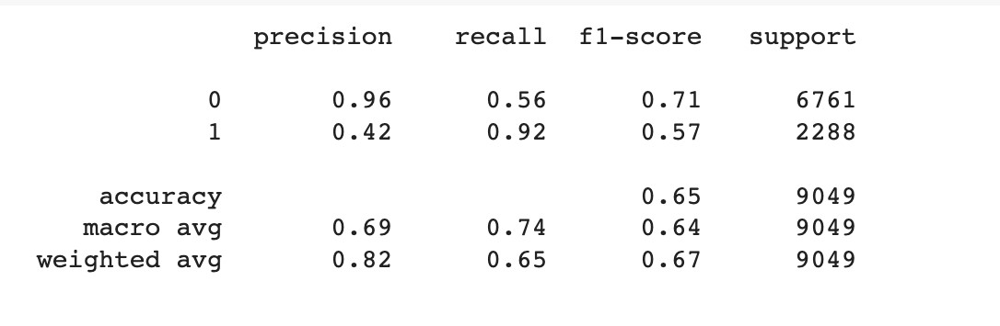 precision recall f1-score support
0 0.96 0.56 0.71 6761
1 0.42 0.92 0.57 2288
accuracy 0.65 9049
macro avg 0.69 0.74 0.64 9049
weighted avg 0.82 0.65 0.67 9049